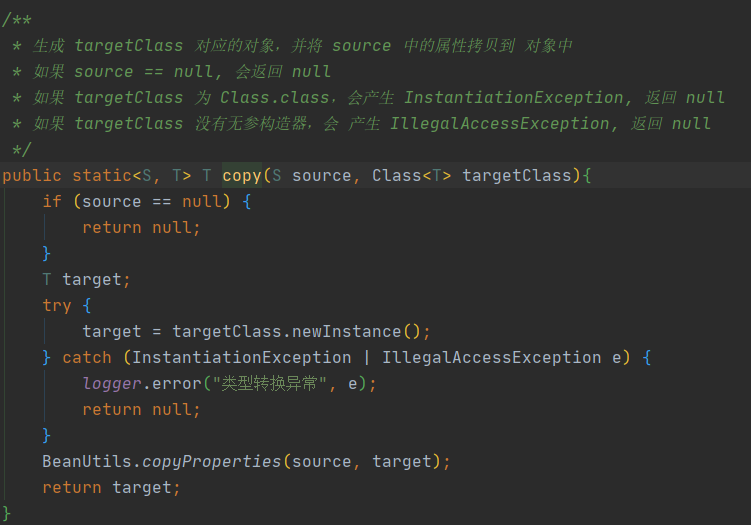 /**
 * 生成 targetClass 对应的对象，并将 source 中的属性拷贝到 对象中
 * 如果 source == null, 会返回 null
 * 如果 targetClass 为 Class.class，会产生 InstantiationException, 返回 null
 * 如果 targetClass 没有无参构造器，会 产生 IllegalAccessException, 返回 null
 */
public static<S, T> T copy(S source, Class<T> targetClass){
    if (source == null) {
        return null;
    }
    T target;
    try {
        target = targetClass.newInstance();
    } catch (InstantiationException | IllegalAccessException e) {
        logger.error("类型转换异常", e);
        return null;
    }
    BeanUtils.copyProperties(source, target);
    return target;
}